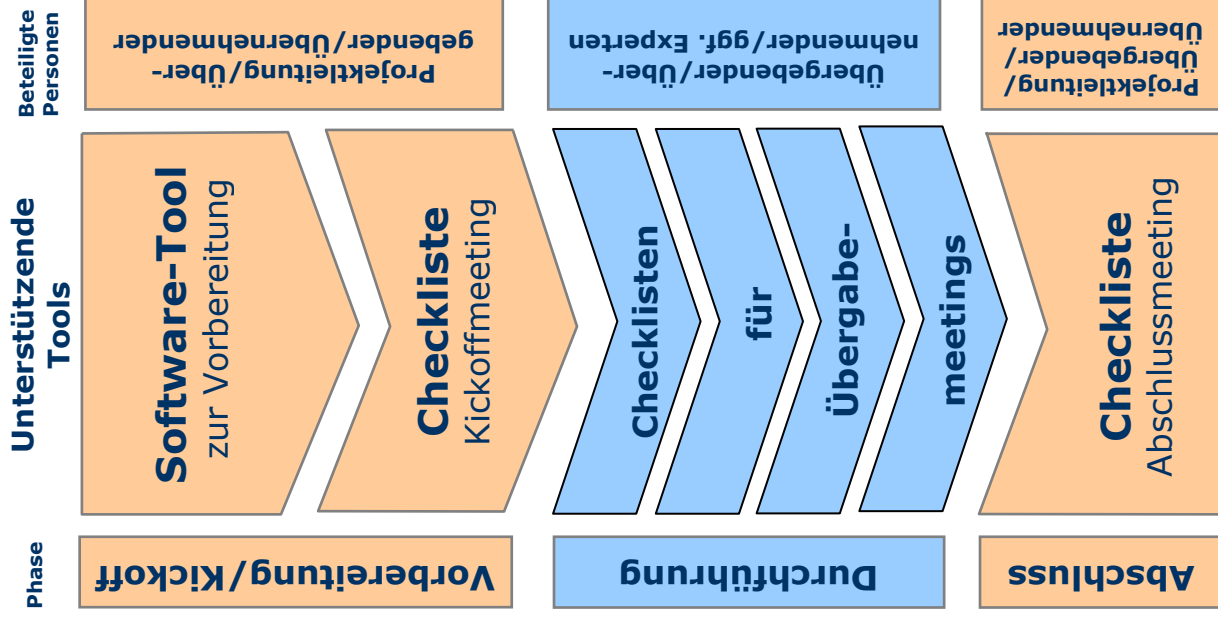 Phase
Unterstützende
Tools
Beteiligte
Personen
Vorbereitung/Kickoff
Software-Tool
zur Vorbereitung
Checkliste
Kickoffmeeting
Projektleitung/Über-
gebender/Übernehmender
Durchführung
Checklisten
für
Übergabe-
meetings
Übergebender/Über-
nehmender/ggf. Experten
Abschluss
Checkliste
Abschlussmeeting
Projektleitung/
Übergebender/
Übernehmender